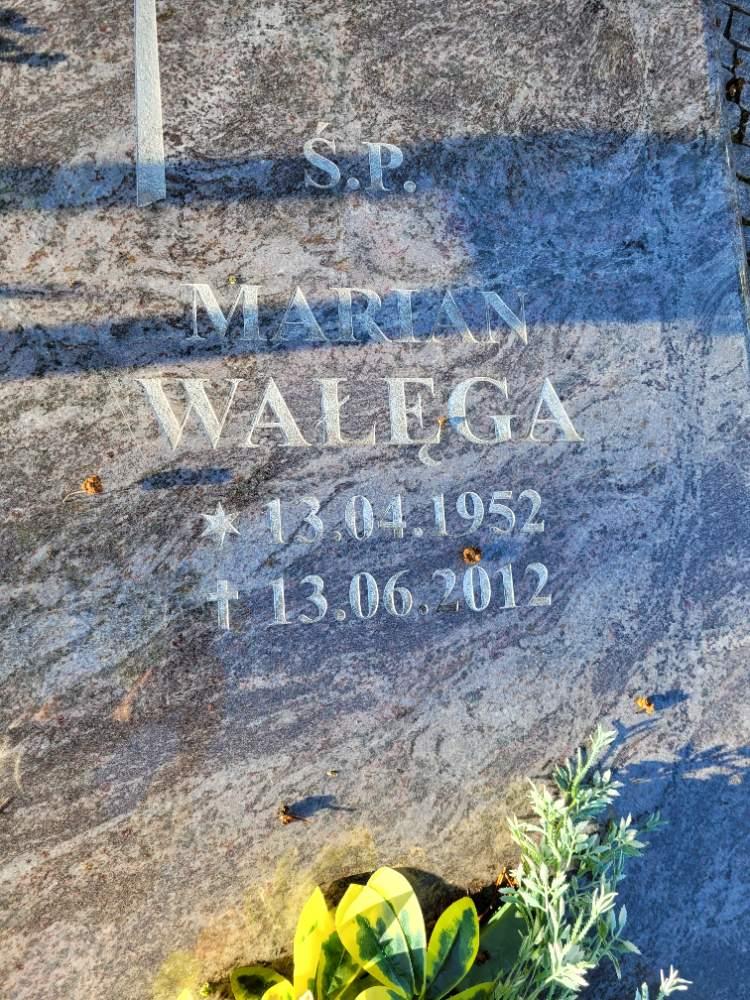 Ś.P.
MARIAN
WAŁĘGA
★ 13.04.1952
✝ 13.06.2012